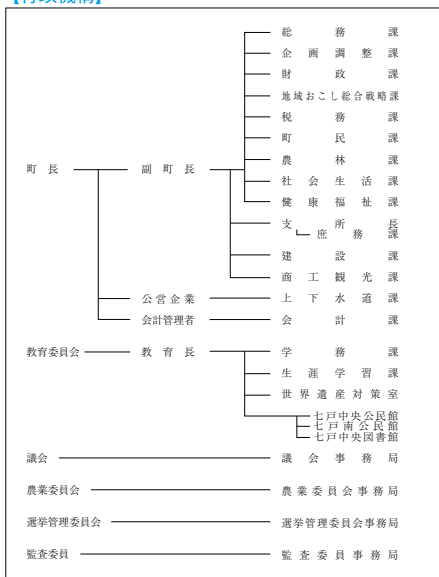 【行政機構】
総務課
企画調整課
財政課
地域おこし総合戦略課
税務課
町民課
農林課
町長 副町長 社会生活課
健康福祉課
支所長
庶務課
建設課
商工観光課
公営企業 上下水道課
会計管理者 会計課
教育委員会 教育長 学務課
生涯学習課
世界遺産対策室
七戸中央公民館
七戸南公民館
七戸中央図書館
議会 議会事務局
農業委員会 農業委員会事務局
選挙管理委員会 選挙管理委員会事務局
監査委員 監査委員事務局